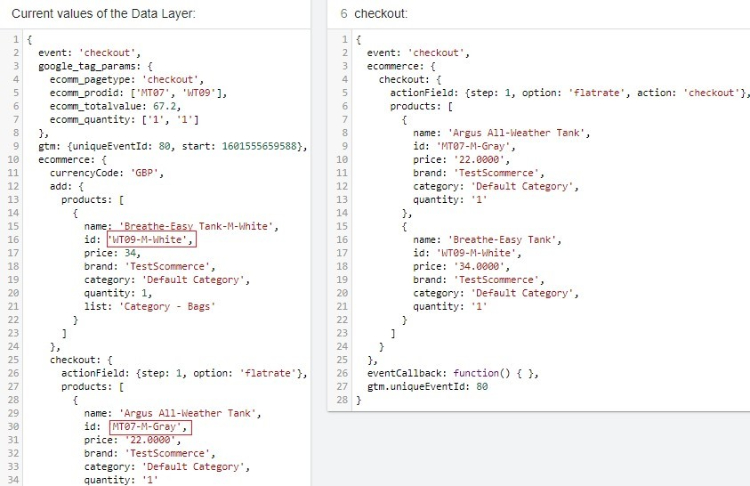 Current values of the Data Layer:
1 {
2 event: 'checkout',
3 google_tag_params: {
4 ecomm_pagetype: 'checkout',
5 ecomm_prodid: ['MT07', 'WT09'],
6 ecomm_totalvalue: 67.2,
7 ecomm_quantity: ['1', '1']
8 },
9 gtm: {uniqueEventId: 80, start: 1601555659588},
10 ecommerce: {
11 currencyCode: 'GBP',
12 add: {
13 products: [
14 {
15 name: 'Breathe-Easy Tank-M-White',
16 id: 'WT09-M-White',
17 price: 34,
18 brand: 'TestScommerce',
19 category: 'Default Category',
20 quantity: 1,
21 list: 'Category - Bags'
22 }
23 ]
24 },
25 checkout: {
26 actionField: {step: 1, option: 'flatrate'},
27 products: [
28 {
29 name: 'Argus All-Weather Tank',
30 id: 'MT07-M-Gray',
31 price: '22.0000',
32 brand: 'TestScommerce',
33 category: 'Default Category',
34 quantity: '1'
6 checkout:
1 {
2 event: 'checkout',
3 ecommerce: {
4 checkout: {
5 actionField: {step: 1, option: 'flatrate', action: 'checkout'},
6 products: [
7 {
8 name: 'Argus All-Weather Tank',
9 id: 'MT07-M-Gray',
10 price: '22.0000',
11 brand: 'TestScommerce',
12 category: 'Default Category',
13 quantity: '1'
14 },
15 {
16 name: 'Breathe-Easy Tank',
17 id: 'WT09-M-White',
18 price: '34.0000',
19 brand: 'TestScommerce',
20 category: 'Default Category',
21 quantity: '1'
22 }
23 ]
24 }
25 },
26 eventCallback: function() { },
27 gtm.uniqueEventId: 80
28 }